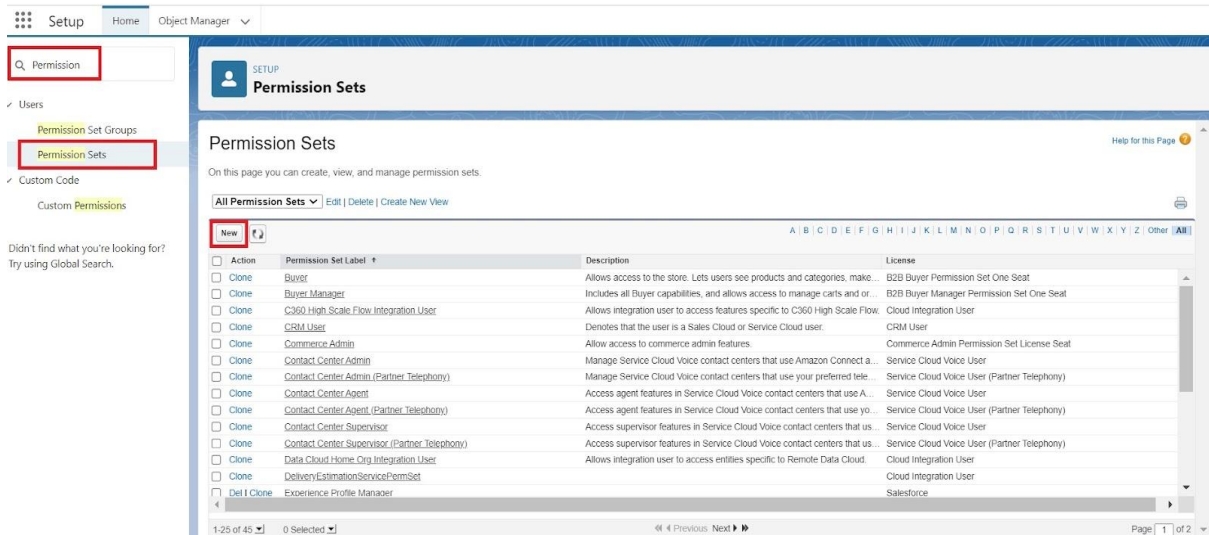 Setup Home Object Manager
Permission
Users
Permission Set Groups
Permission Sets
Custom Code
Custom Permissions
Didn't find what you're looking for?
Try using Global Search.
SETUP
Permission Sets
Permission Sets
Help for this Page
On this page you can create, view, and manage permission sets.
All Permission Sets Edit | Delete | Create New View
New A | B | C | D | E | F | G | H | I | J | K | L | M | N | O | P | Q | R | S | T | U | V | W | X | Y | Z | Other | All
Action Permission Set Label ↑ Description License
Clone Buyer Allows access to the store. Lets users see products and categories, make... B2B Buyer Permission Set One Seat
Clone Buyer Manager Includes all Buyer capabilities, and allows access to manage carts and or... B2B Buyer Manager Permission Set One Seat
Clone C360 High Scale Flow Integration User Allows integration user to access features specific to C360 High Scale Flow. Cloud Integration User
Clone CRM User Denotes that the user is a Sales Cloud or Service Cloud user. CRM User
Clone Commerce Admin Allow access to commerce admin features. Commerce Admin Permission Set License Seat
Clone Contact Center Admin Manage Service Cloud Voice contact centers that use Amazon Connect a... Service Cloud Voice User
Clone Contact Center Admin (Partner Telephony) Manage Service Cloud Voice contact centers that use your preferred tele... Service Cloud Voice User (Partner Telephony)
Clone Contact Center Agent Access agent features in Service Cloud Voice contact centers that use A... Service Cloud Voice User
Clone Contact Center Agent (Partner Telephony) Access agent features in Service Cloud Voice contact centers that use yo... Service Cloud Voice User (Partner Telephony)
Clone Contact Center Supervisor Access supervisor features in Service Cloud Voice contact centers that us... Service Cloud Voice User
Clone Contact Center Supervisor (Partner Telephony) Access supervisor features in Service Cloud Voice contact centers that us... Service Cloud Voice User (Partner Telephony)
Clone Data Cloud Home Org Integration User Allows integration user to access entities specific to Remote Data Cloud. Cloud Integration User
Clone DeliveryEstimationServicePermSet Cloud Integration User
Del | Clone Experience Profile Manager Salesforce
1-25 of 45 0 Selected Previous Next Page 1 of 2